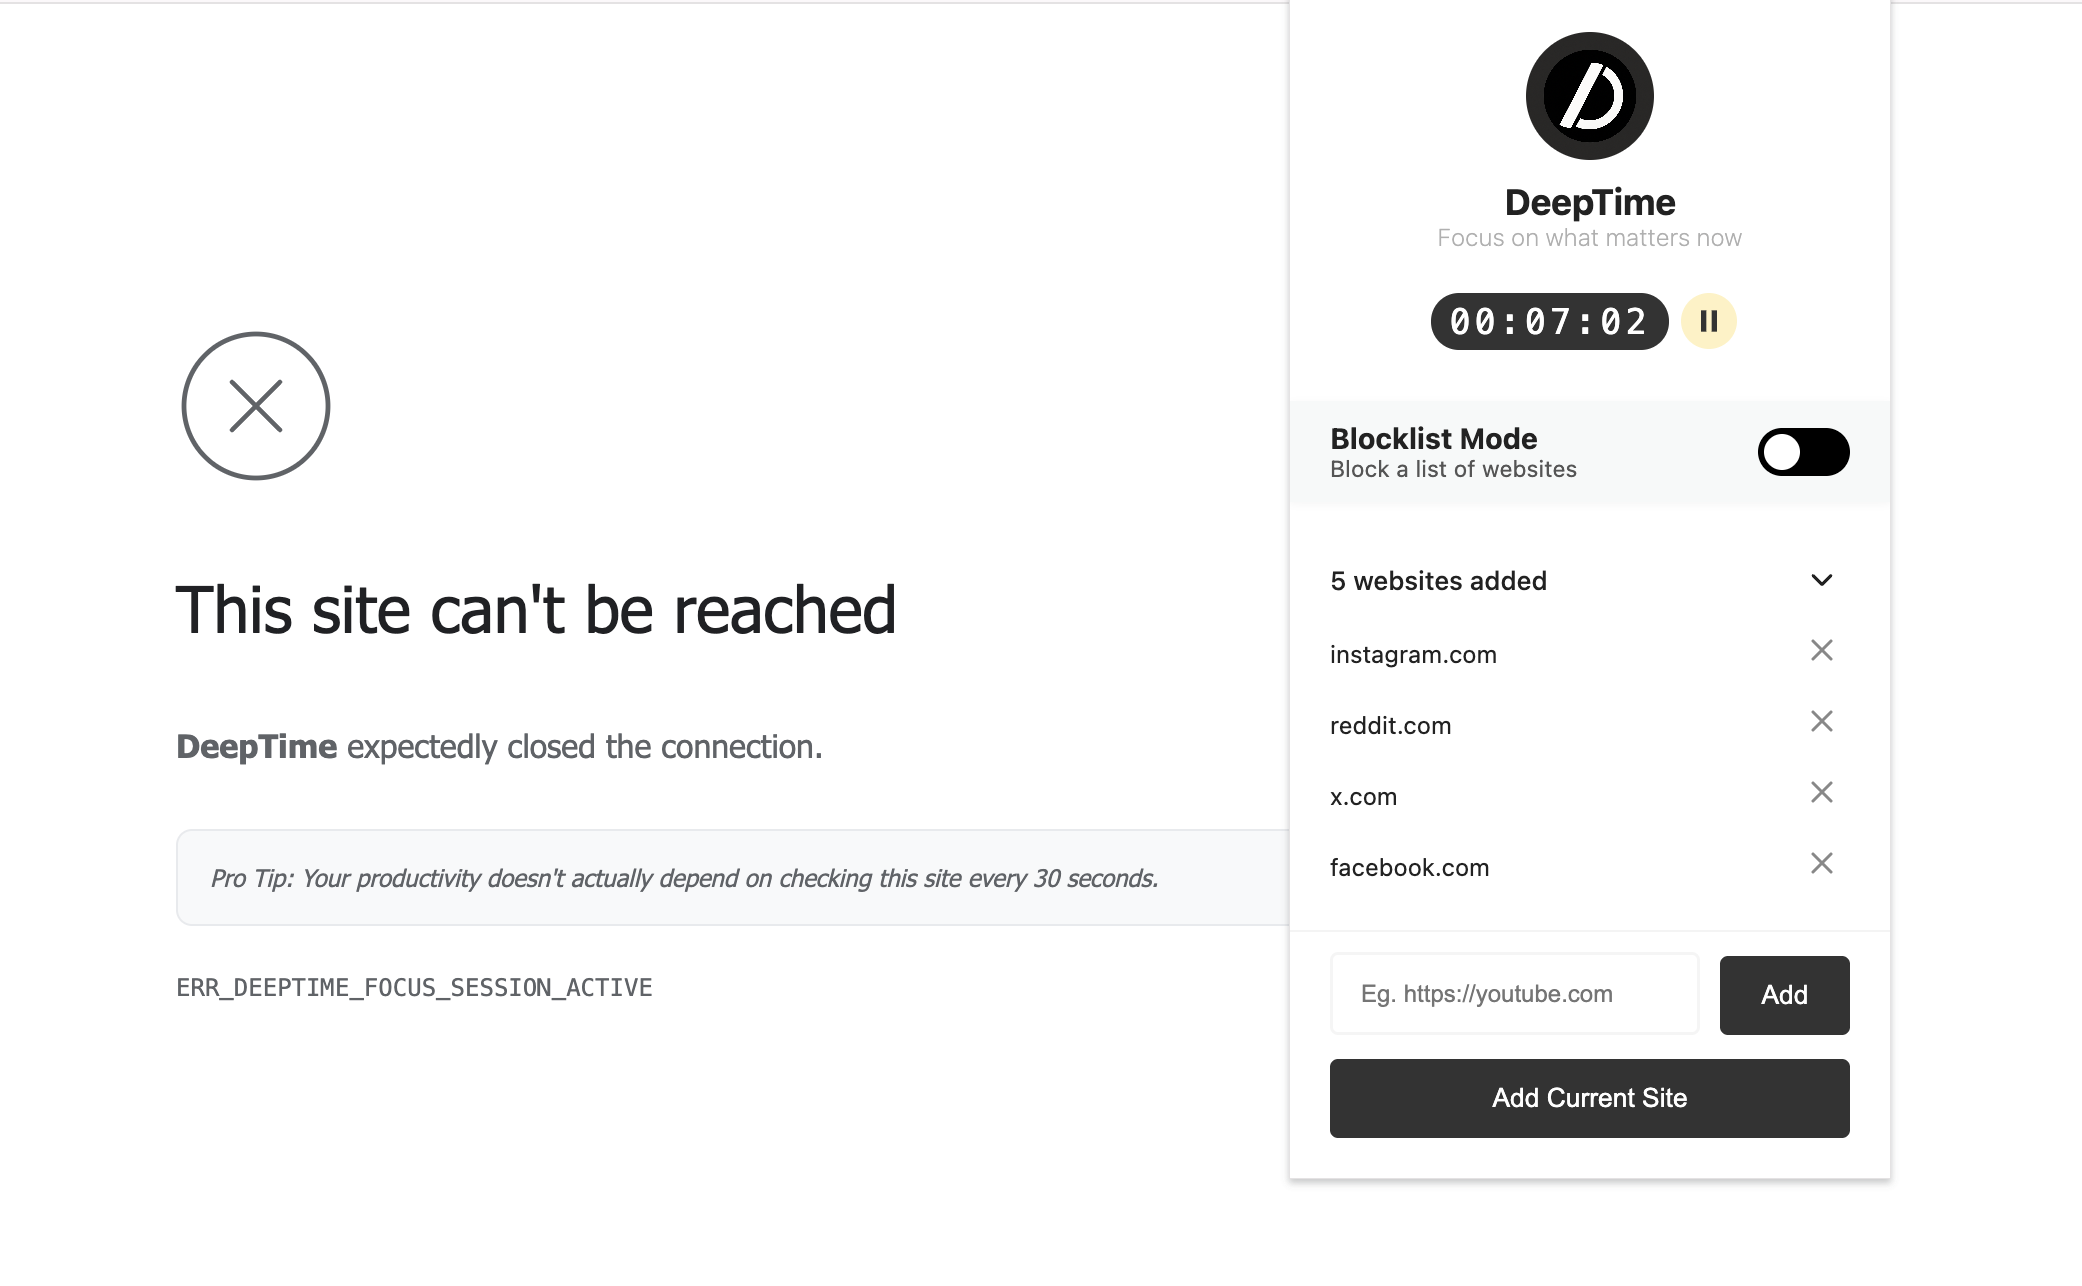 This site can't be reached
DeepTime expectedly closed the connection.
Pro Tip: Your productivity doesn't actually depend on checking this site every 30 seconds.
ERR_DEEPTIME_FOCUS_SESSION_ACTIVE
DeepTime
Focus on what matters now
00:07:02
Blocklist Mode
Block a list of websites
5 websites added
instagram.com
reddit.com
x.com
facebook.com
Eg. https://youtube.com
Add
Add Current Site